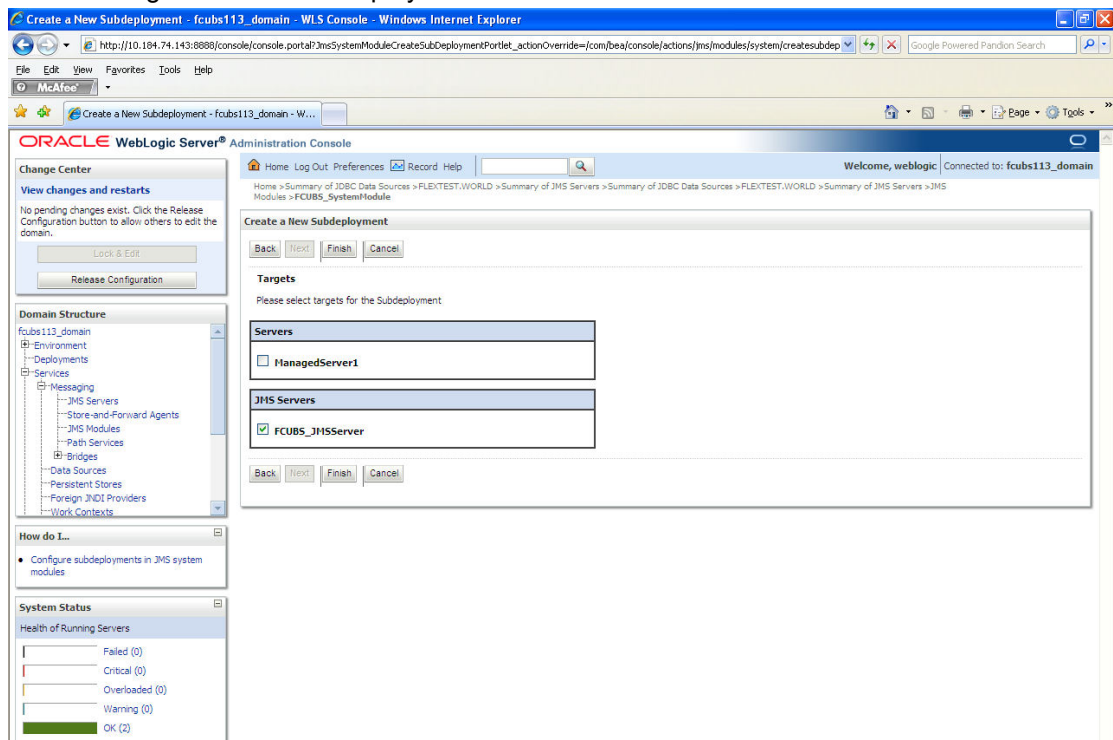 Create a New Subdeployment - fcubs113_domain - WLS Console - Windows Internet Explorer
http://10.184.74.143:8888/console/console.portal?JmsSystemModuleCreateSubDeploymentPortlet_actionOverride=/com/bea/console/actions/jms/modules/system/createsubdep
Google Powered Pandion Search
File Edit View Favorites Tools Help
McAfee
Create a New Subdeployment - fcubs113_domain - W...
Page Tools »
ORACLE WebLogic Server® Administration Console
Change Center
View changes and restarts
No pending changes exist. Click the Release
Configuration button to allow others to edit the
domain.
Lock & Edit
Release Configuration
Domain Structure
fcubs113_domain
Environment
Deployments
Services
Messaging
JMS Servers
Store-and-Forward Agents
JMS Modules
Path Services
Bridges
Data Sources
Persistent Stores
Foreign JNDI Providers
Work Contexts
How do I...
Configure subdeployments in JMS system
modules
System Status
Health of Running Servers
Failed (0)
Critical (0)
Overloaded (0)
Warning (0)
OK (2)
Home Log Out Preferences Record Help
Welcome, weblogic Connected to: fcubs113_domain
Home >Summary of JDBC Data Sources >FLEXTEST.WORLD >Summary of JMS Servers >Summary of JDBC Data Sources >FLEXTEST.WORLD >Summary of JMS Servers >JMS
Modules >FCUBS_SystemModule
Create a New Subdeployment
Back Next Finish Cancel
Targets
Please select targets for the Subdeployment
Servers
ManagedServer1
JMS Servers
FCUBS_JMSServer
Back Next Finish Cancel